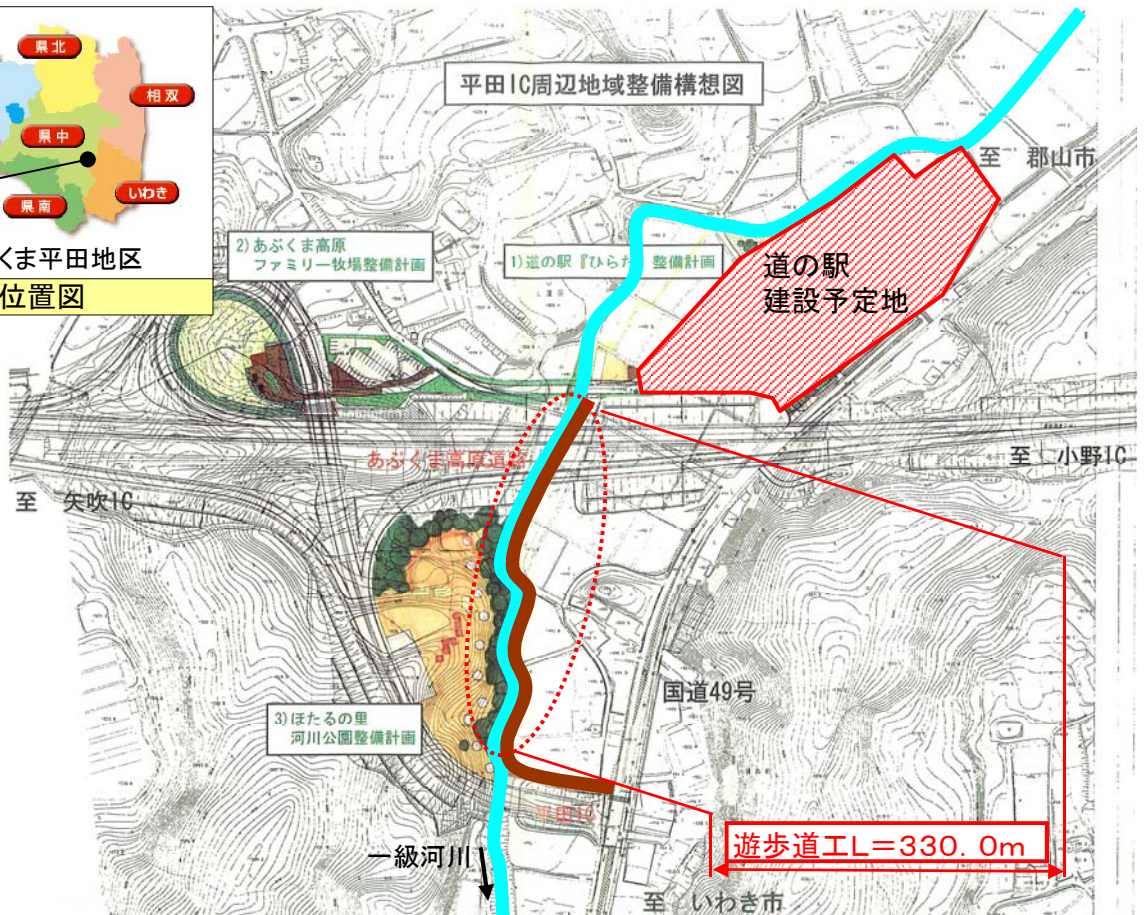 県北
相双
県中
いわき
県南
くま平田地区
位置図
平田IC周辺地域整備構想図
至 郡山市
2)あぶくま高原
ファミリー牧場整備計画
1)道の駅『ひらた 整備計画
道の駅
建設予定地
あぶくま高原道路
至 小野IC
至 矢吹IC
国道49号
3)ほたるの里
河川公園整備計画
平田IC
遊歩道工L=330.0m
一級河川
至 いわき市